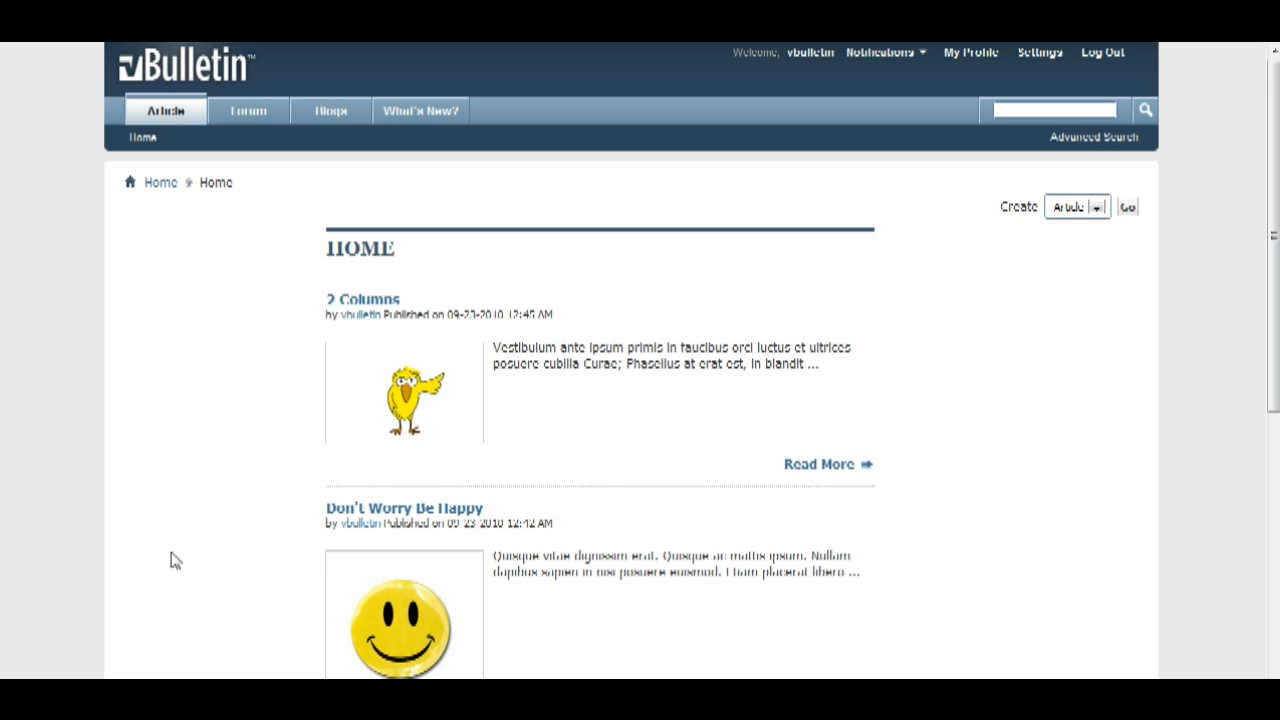 vBulletin™
Welcome, vbulletin Notifications My Profile Settings Log Out
Article Forum Blogs What's New?
Home Advanced Search
Home Home
Create Article Go
HOME
2 Columns
by vbulletin Published on 09-23-2010 12:45 AM
Vestibulum ante ipsum primis in faucibus orci luctus et ultrices
posuere cubilia Curae; Phasellus at erat est, in blandit ...
Read More
Don't Worry Be Happy
by vbulletin Published on 09-23-2010 12:42 AM
Quisque vitae dignissim erat. Quisque ac mattis ipsum. Nullam
dapibus sapien in nisi posuere euismod. Etiam placerat libero ...